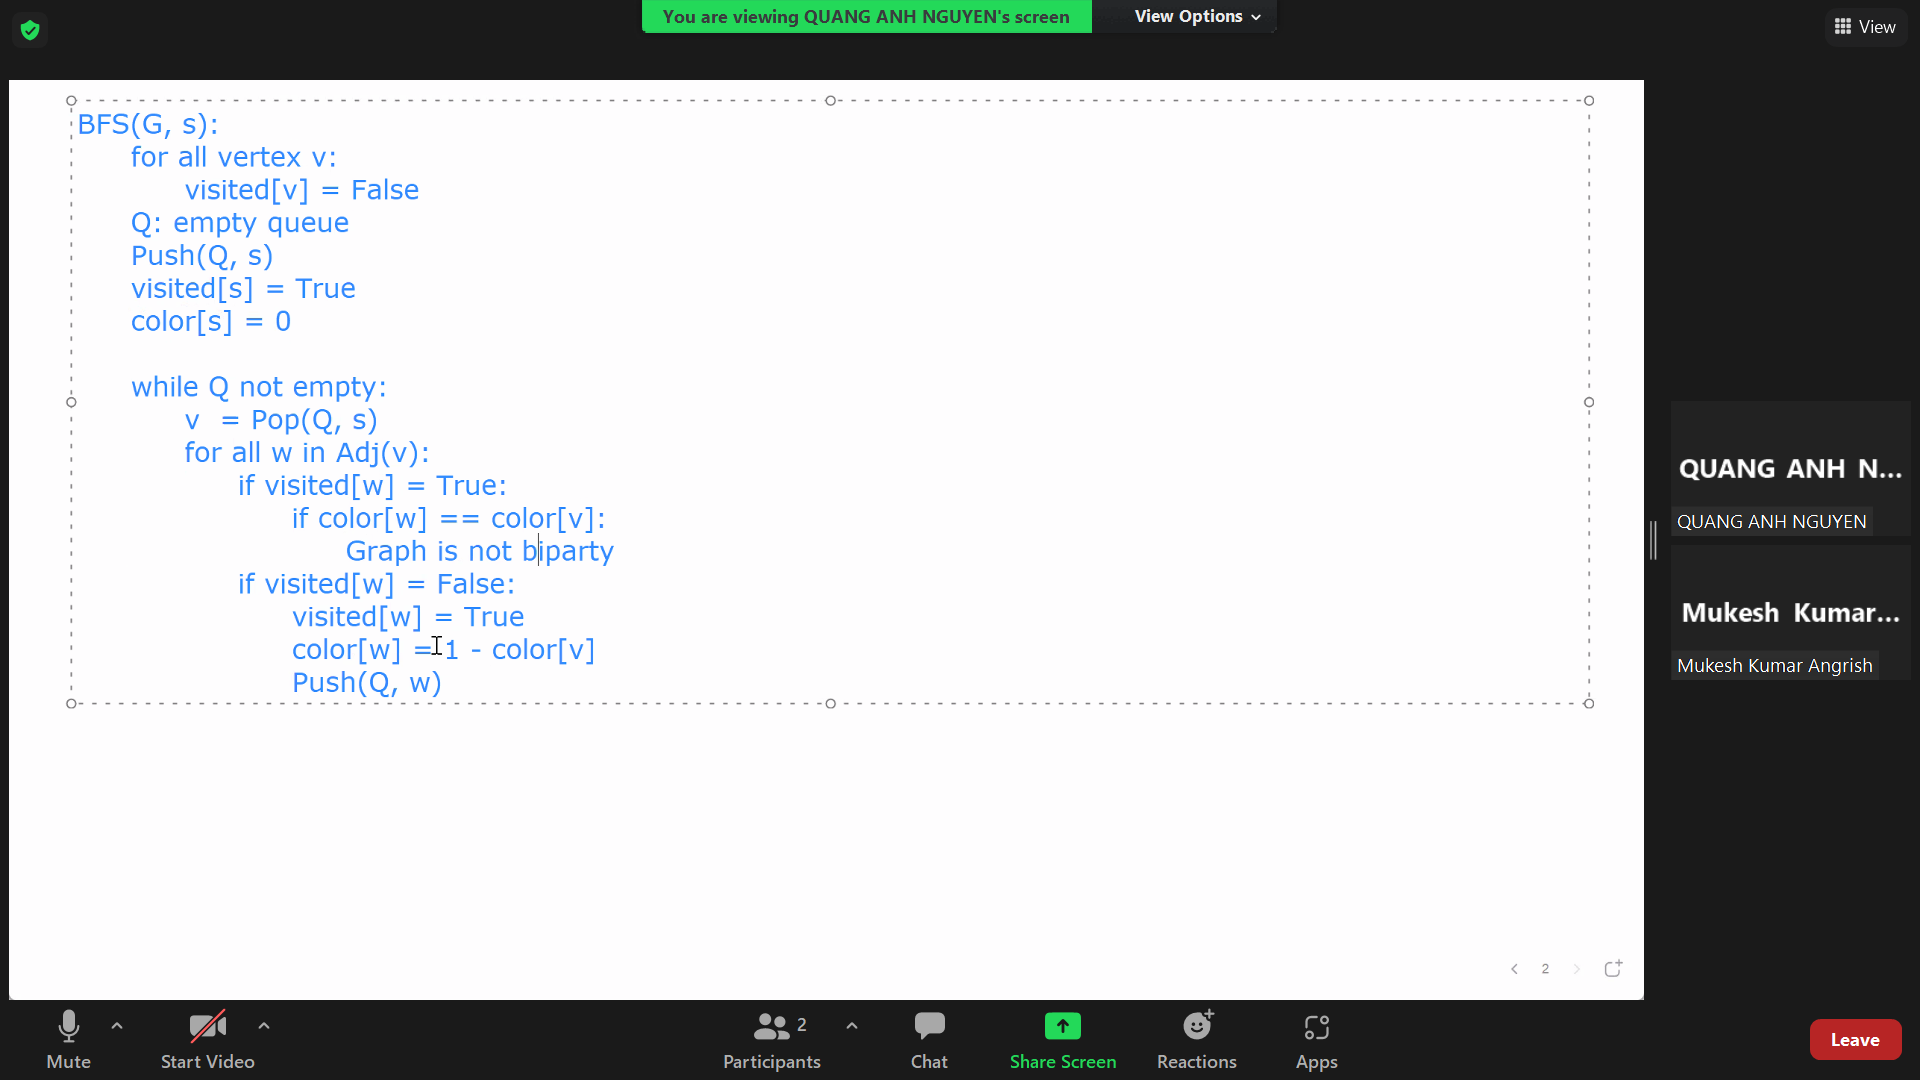 You are viewing QUANG ANH NGUYEN's screen
View Options
View
BFS(G, s):
for all vertex v:
visited[v] = False
Q: empty queue
Push(Q, s)
visited[s] = True
color[s] = 0
while Q not empty:
v  = Pop(Q, s)
for all w in Adj(v):
if visited[w] = True:
if color[w] == color[v]:
Graph is not biparty
if visited[w] = False:
visited[w] = True
color[w] = 1 - color[v]
Push(Q, w)
QUANG ANH N...
QUANG ANH NGUYEN
Mukesh Kumar...
Mukesh Kumar Angrish
2
Mute
Start Video
Participants
2
Chat
Share Screen
Reactions
Apps
Leave